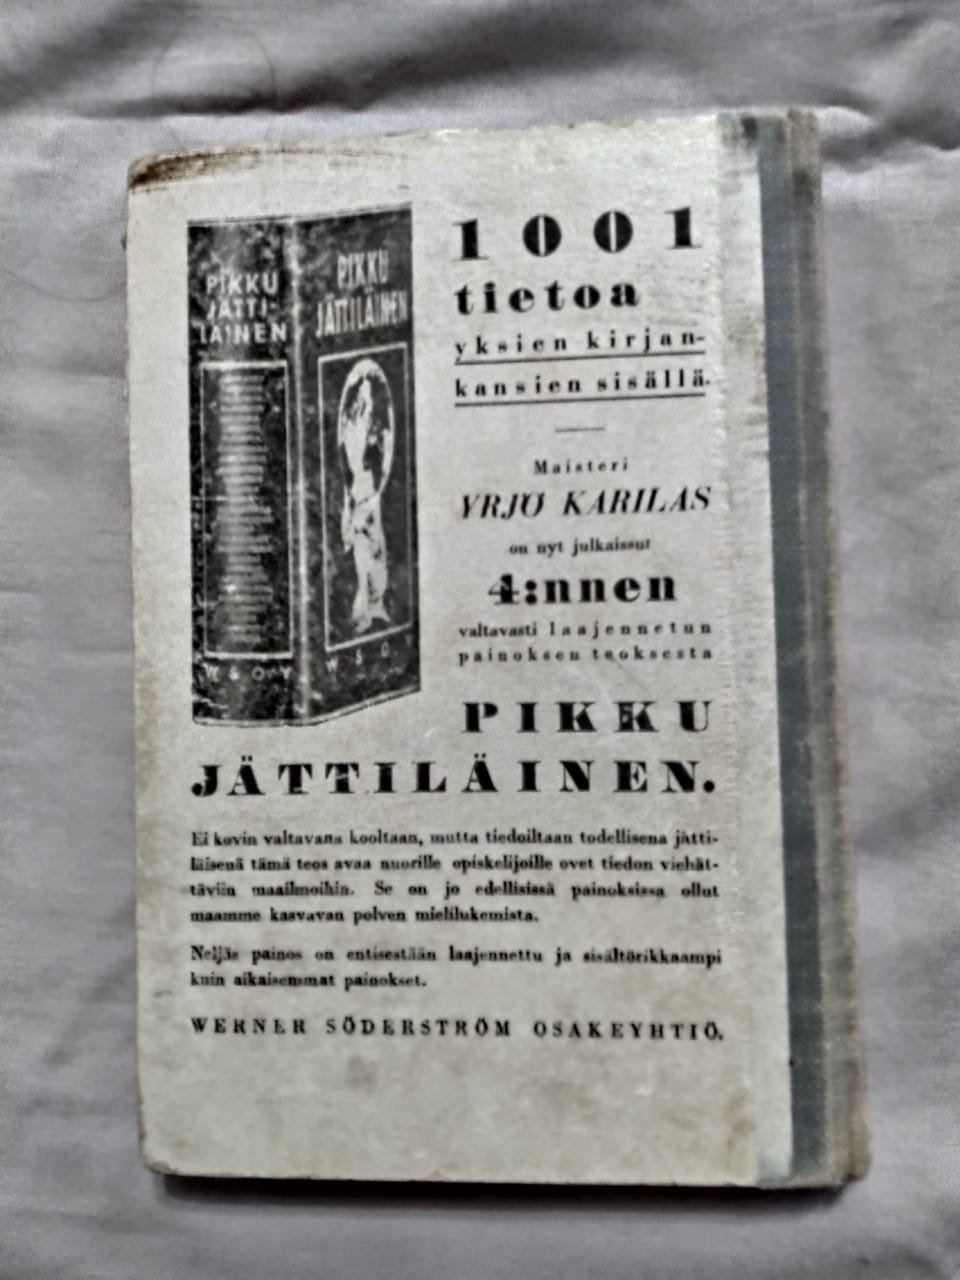 PIKKU
JÄTTI-
LÄINEN
W S O Y
PIKKU
JÄTTILÄINEN
W S O
1001
tietoa
yksien kirjan-
kansien sisällä.
Maisteri
YRJÖ KARILAS
on nyt julkaissut
4:nnen
valtavasti laajennetun
painoksen teoksesta
PIKKU
JÄTTILÄINEN.
Ei kovin valtavana kooltaan, mutta tiedoiltaan todellisena jätti-
läisenä tämä teos avaa nuorille opiskelijoille ovet tiedon viehät-
täviin maailmoihin. Se on jo edellisissä painoksissa ollut
maamme kasvavan polven mielilukemista.
Neljäs painos on entisestään laajennettu ja sisältörikkaampi
kuin aikaisemmat painokset.
WERNER SÖDERSTRÖM OSAKEYHTIÖ.